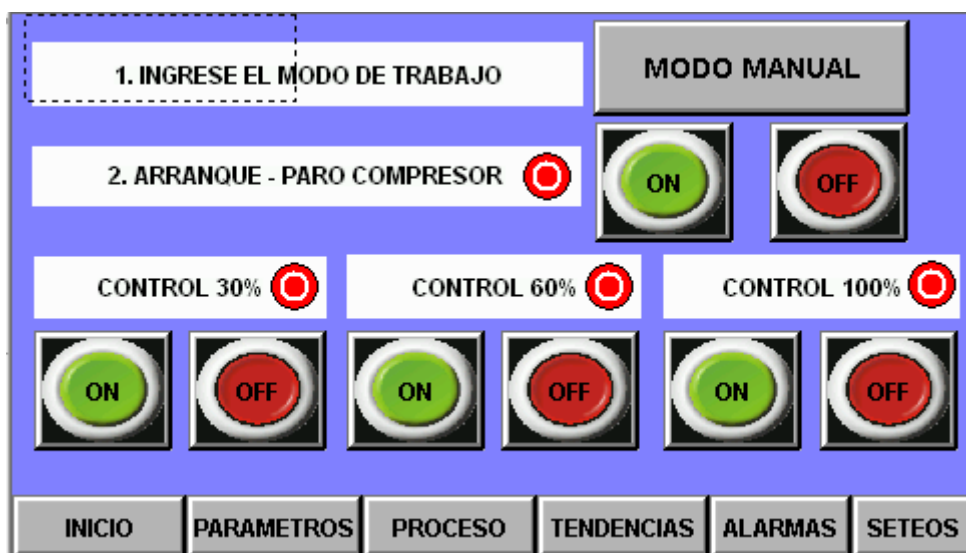 1. INGRESE EL MODO DE TRABAJO
MODO MANUAL
2. ARRANQUE - PARO COMPRESOR
ON
OFF
CONTROL 30%
CONTROL 60%
CONTROL 100%
ON
OFF
ON
OFF
ON
OFF
INICIO
PARAMETROS
PROCESO
TENDENCIAS
ALARMAS
SETEOS